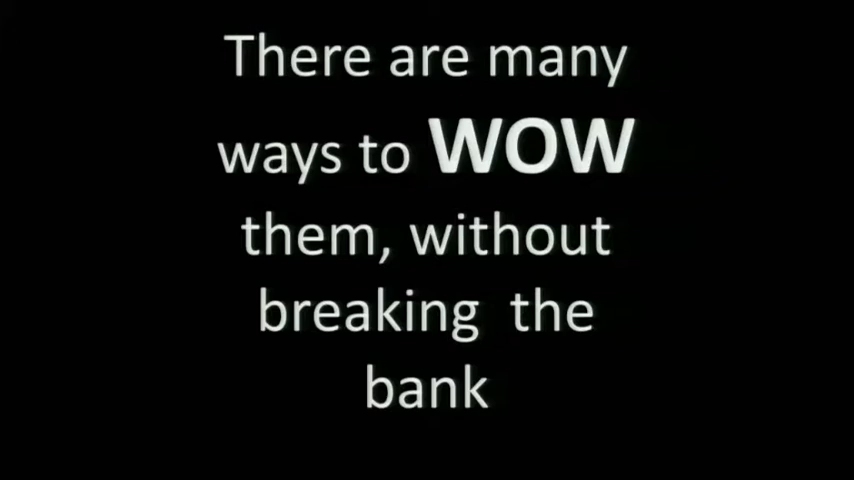 There are many
ways to WOW
them, without
breaking  the
bank